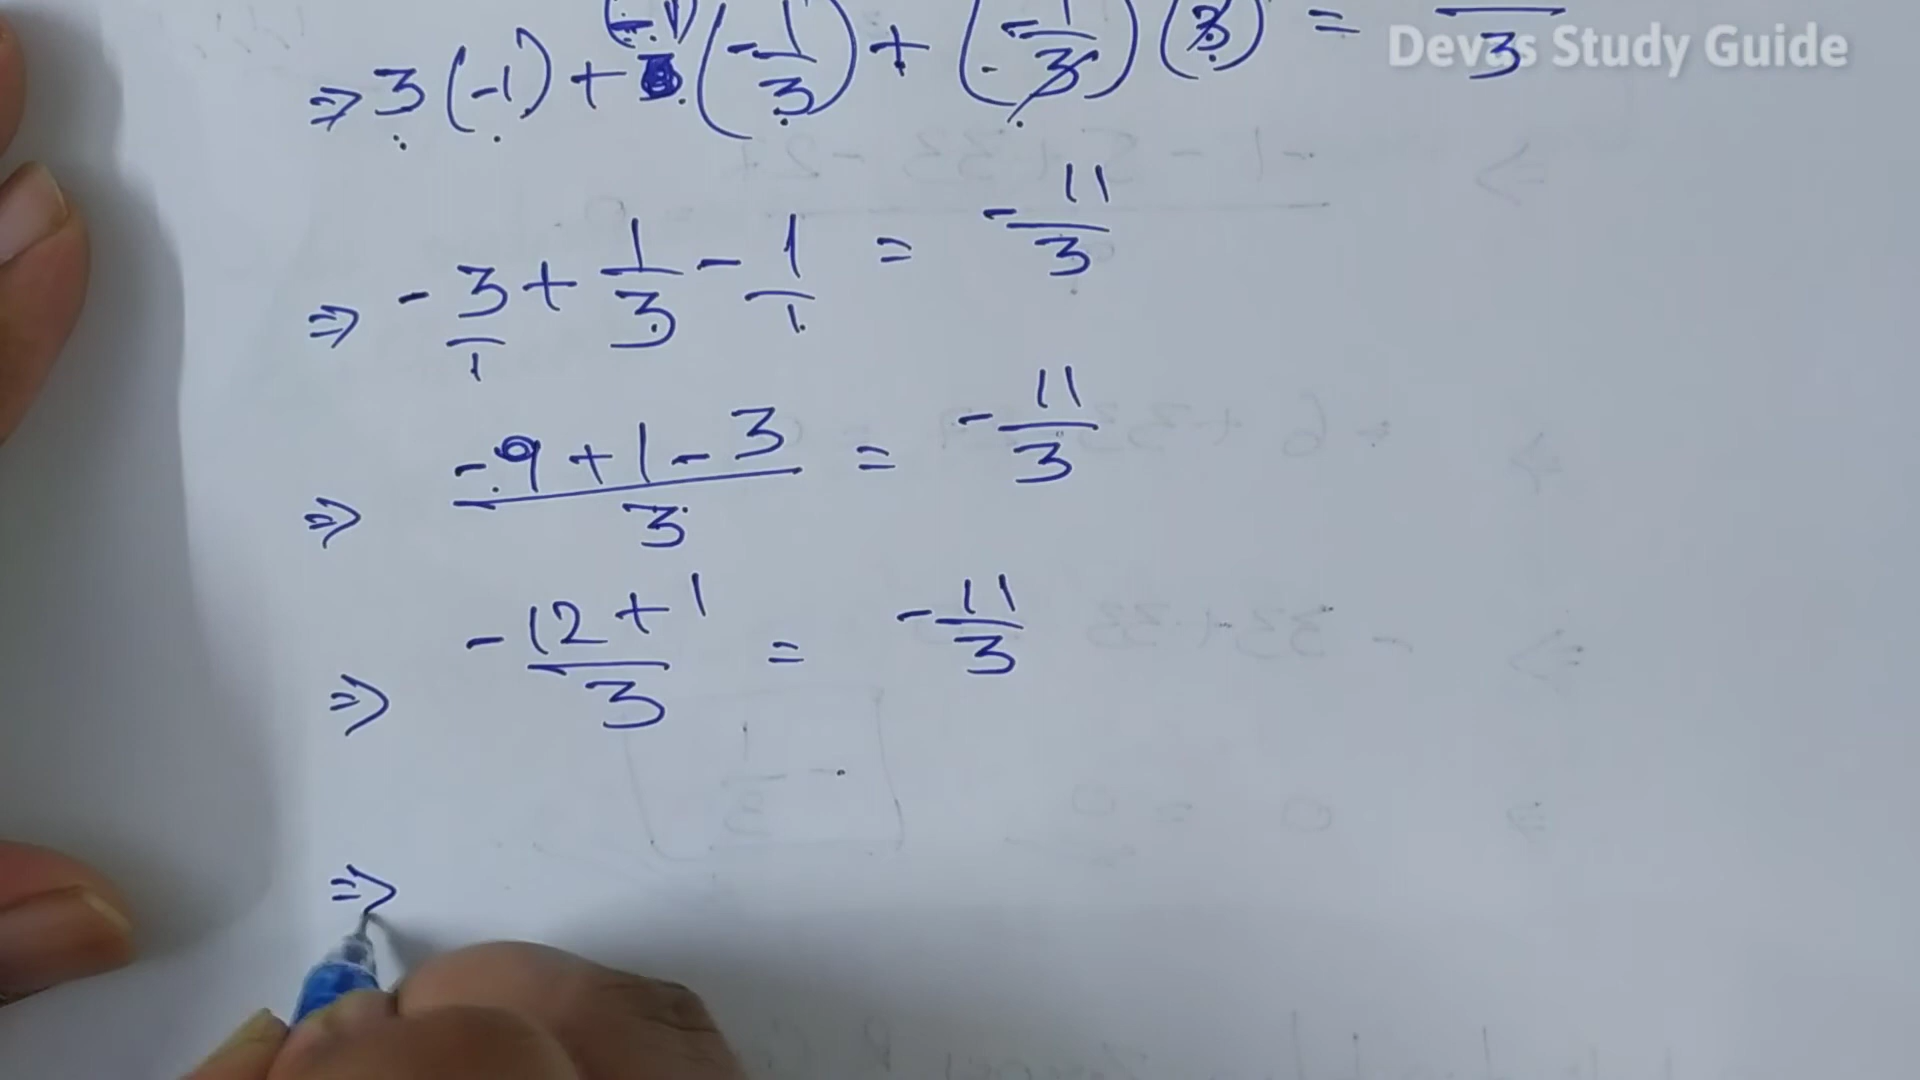 Devas Study Guide
⇒ 3(-1) + (-1)(-1/3) + (-1/3)(3) = /3
⇒ -3/1 + 1/3 - 1/1 = -11/3
⇒ (-9+1-3)/3 = -11/3
⇒ (-12+1)/3 = -11/3
⇒